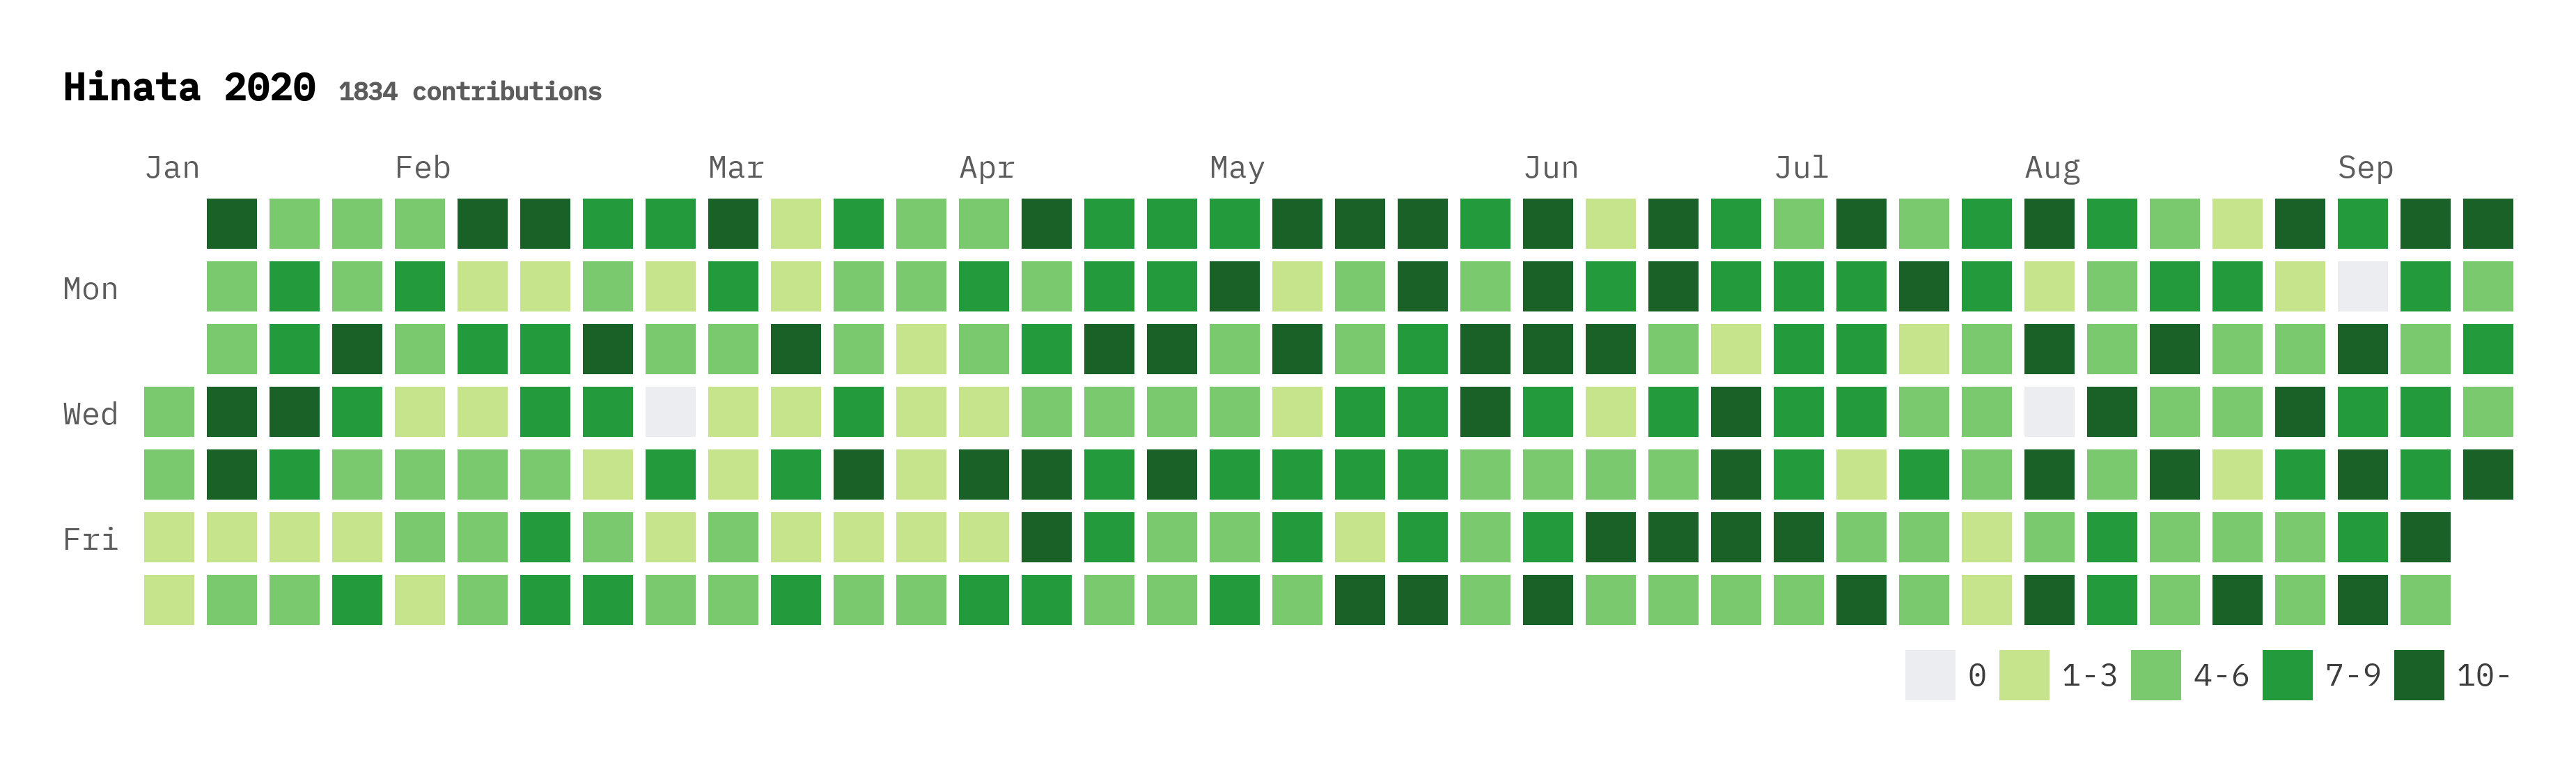 Hinata 2020 1834 contributions
Jan Feb Mar Apr May Jun Jul Aug Sep
Mon
Wed
Fri
0 1-3 4-6 7-9 10-